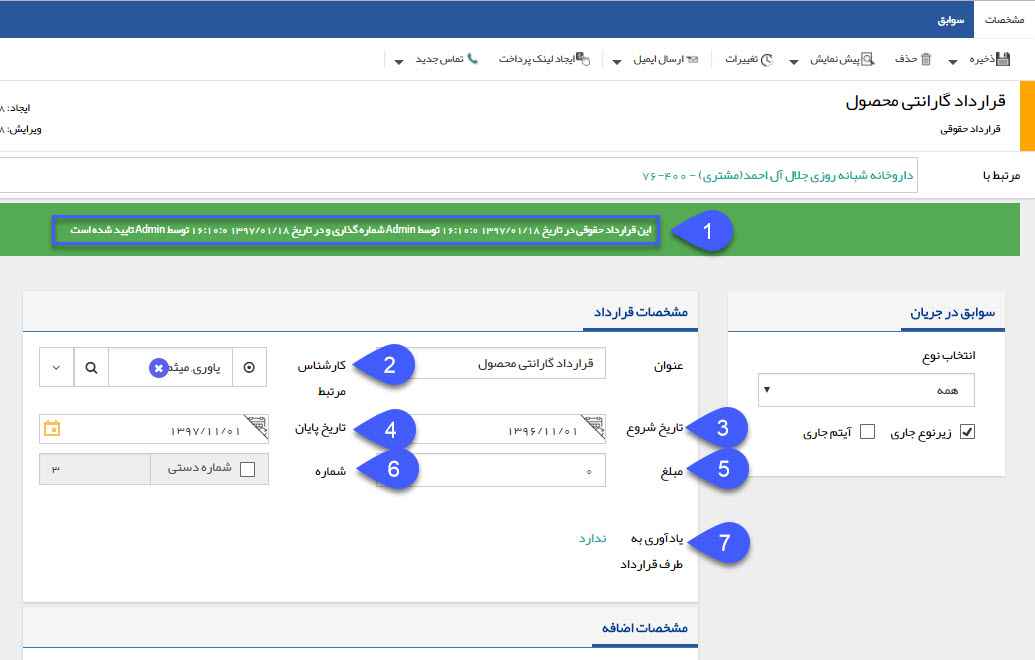 مشخصات سوابق
ذخیره حذف پیش نمایش تغییرات ارسال ایمیل ایجاد لینک پرداخت تماس جدید
قرارداد گارانتی محصول
ایجاد: ۸
قرارداد حقوقی
ویرایش: ۸
مرتبط با داروخانه شبانه روزی جلال آل احمد(مشتری) - ۴۰۰-۷۶
این قرارداد حقوقی در تاریخ ۱۳۹۷/۰۱/۱۸ ۱۶:۱۰:۰ توسط Admin شماره گذاری و در تاریخ ۱۳۹۷/۰۱/۱۸ ۱۶:۱۰:۰ توسط Admin تایید شده است
1
سوابق در جریان
انتخاب نوع
همه
زیرنوع جاری آیتم جاری
مشخصات قرارداد
عنوان قرارداد گارانتی محصول
2 کارشناس مرتبط یاوری, میثم
3 تاریخ شروع ۱۳۹۶/۱۱/۰۱
4 تاریخ پایان ۱۳۹۷/۱۱/۰۱
5 مبلغ ۰
6 شماره شماره دستی ۳
7 یادآوری به ندارد
طرف قرارداد
مشخصات اضافه